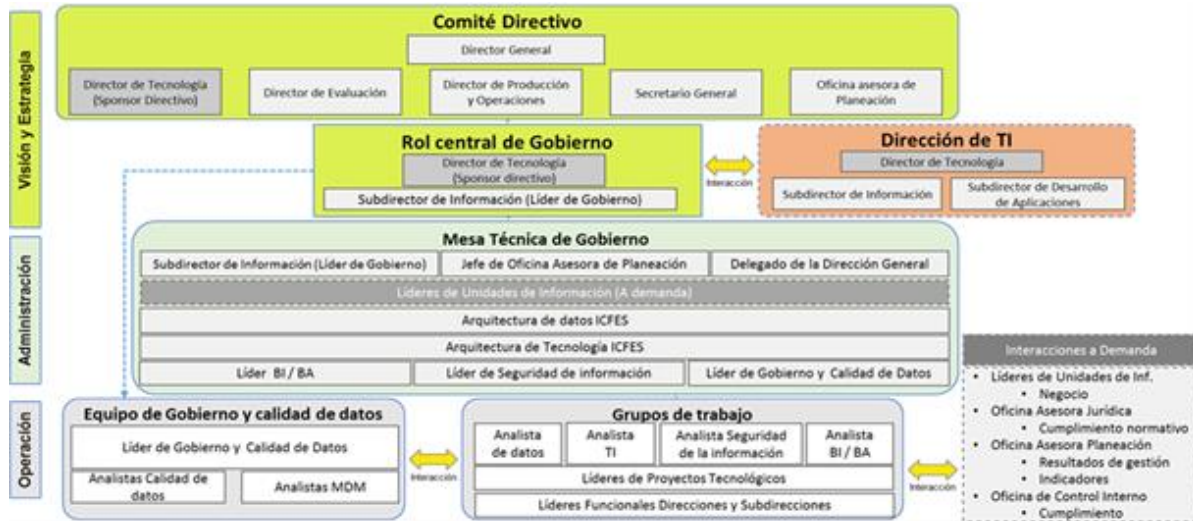 Visión y Estrategia
Comité Directivo
Director General
Director de Tecnología
(Sponsor Directivo)
Director de Evaluación
Director de Producción
y Operaciones
Secretario General
Oficina asesora de
Planeación
Rol central de Gobierno
Director de Tecnología
(Sponsor directivo)
Subdirector de Información (Líder de Gobierno)
Interacción
Dirección de TI
Director de Tecnología
Subdirector de Información
Subdirector de Desarrollo
de Aplicaciones
Administración
Mesa Técnica de Gobierno
Subdirector de Información (Líder de Gobierno)
Jefe de Oficina Asesora de Planeación
Delegado de la Dirección General
Líderes de Unidades de Información (A demanda)
Arquitectura de datos ICFES
Arquitectura de Tecnología ICFES
Líder BI / BA
Líder de Seguridad de información
Líder de Gobierno y Calidad de Datos
Operación
Equipo de Gobierno y calidad de datos
Líder de Gobierno y Calidad de Datos
Analistas Calidad de
datos
Analistas MDM
Interacción
Grupos de trabajo
Analista
de datos
Analista
TI
Analista Seguridad
de la información
Analista
BI / BA
Líderes de Proyectos Tecnológicos
Líderes Funcionales Direcciones y Subdirecciones
Interacción
Interacciones a Demanda
• Líderes de Unidades de Inf.
• Negocio
• Oficina Asesora Jurídica
• Cumplimiento normativo
• Oficina Asesora Planeación
• Resultados de gestión
• Indicadores
• Oficina de Control Interno
• Cumplimiento